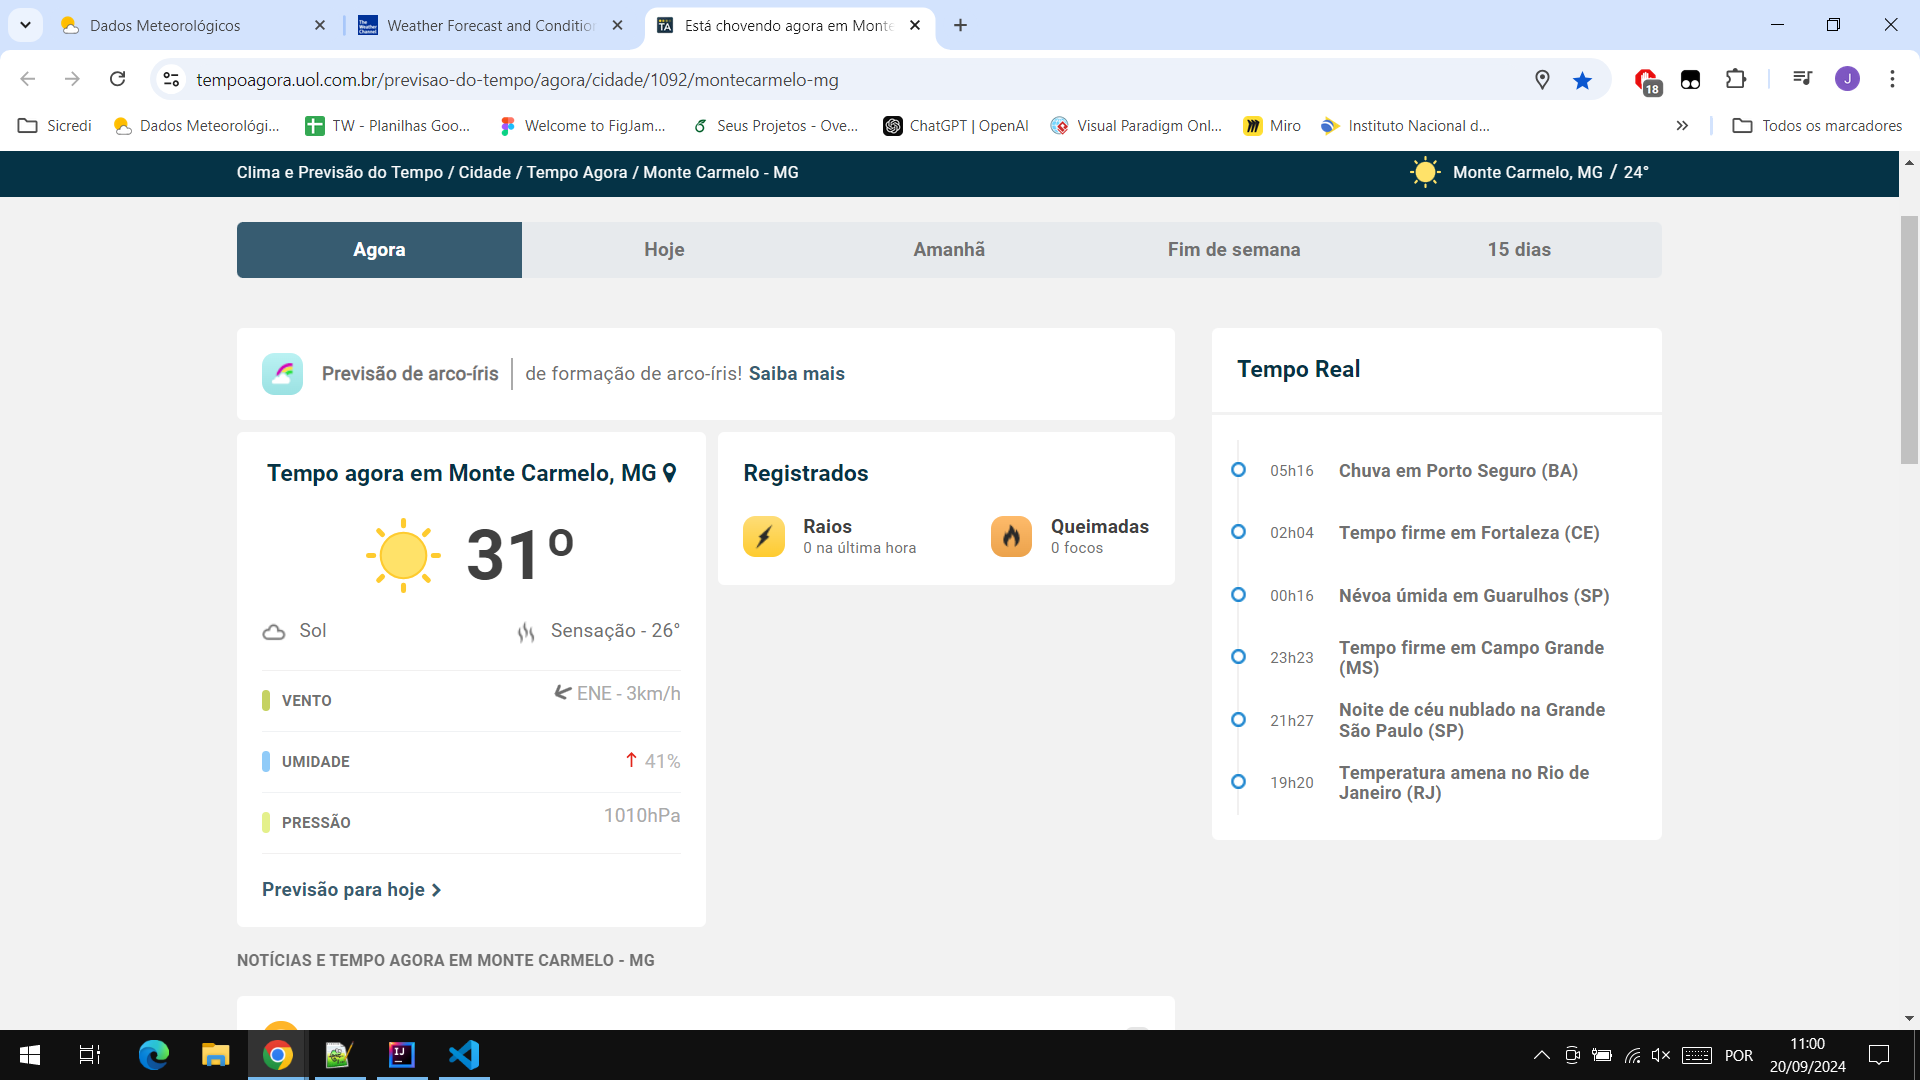 Dados Meteorológicos
Weather Forecast and Conditio
Está chovendo agora em Monte
tempoagora.uol.com.br/previsao-do-tempo/agora/cidade/1092/montecarmelo-mg
18
J
Sicredi
Dados Meteorológi...
TW - Planilhas Goo...
Welcome to FigJam...
Seus Projetos - Ove...
ChatGPT | OpenAI
Visual Paradigm Onl...
Miro
Instituto Nacional d...
Todos os marcadores
Clima e Previsão do Tempo / Cidade / Tempo Agora / Monte Carmelo - MG
Monte Carmelo, MG / 24°
Agora
Hoje
Amanhã
Fim de semana
15 dias
Previsão de arco-íris
de formação de arco-íris! Saiba mais
Tempo agora em Monte Carmelo, MG
31º
Sol
Sensação - 26°
VENTO
ENE - 3km/h
UMIDADE
41%
PRESSÃO
1010hPa
Previsão para hoje
Registrados
Raios
0 na última hora
Queimadas
0 focos
Tempo Real
05h16
Chuva em Porto Seguro (BA)
02h04
Tempo firme em Fortaleza (CE)
00h16
Névoa úmida em Guarulhos (SP)
23h23
Tempo firme em Campo Grande
(MS)
21h27
Noite de céu nublado na Grande
São Paulo (SP)
19h20
Temperatura amena no Rio de
Janeiro (RJ)
NOTÍCIAS E TEMPO AGORA EM MONTE CARMELO - MG
POR
11:00
20/09/2024